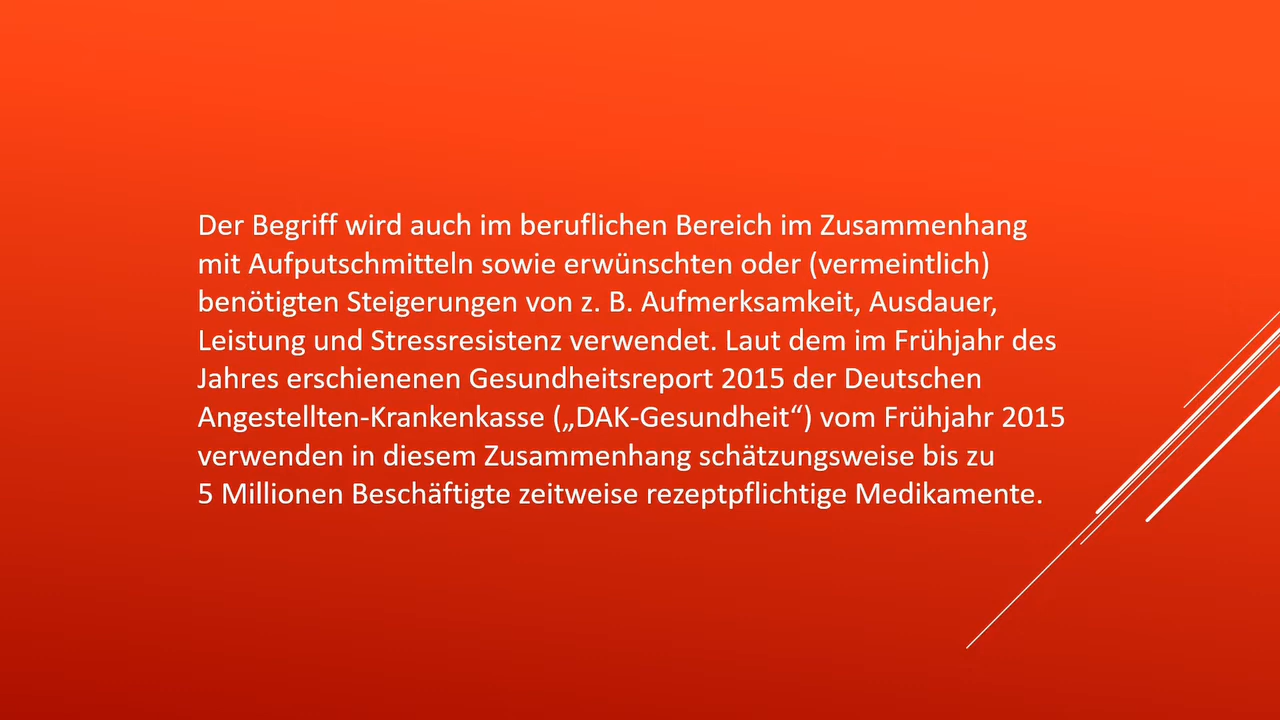 Der Begriff wird auch im beruflichen Bereich im Zusammenhang
mit Aufputschmitteln sowie erwünschten oder (vermeintlich)
benötigten Steigerungen von z. B. Aufmerksamkeit, Ausdauer,
Leistung und Stressresistenz verwendet. Laut dem im Frühjahr des
Jahres erschienenen Gesundheitsreport 2015 der Deutschen
Angestellten-Krankenkasse („DAK-Gesundheit“) vom Frühjahr 2015
verwenden in diesem Zusammenhang schätzungsweise bis zu
5 Millionen Beschäftigte zeitweise rezeptpflichtige Medikamente.